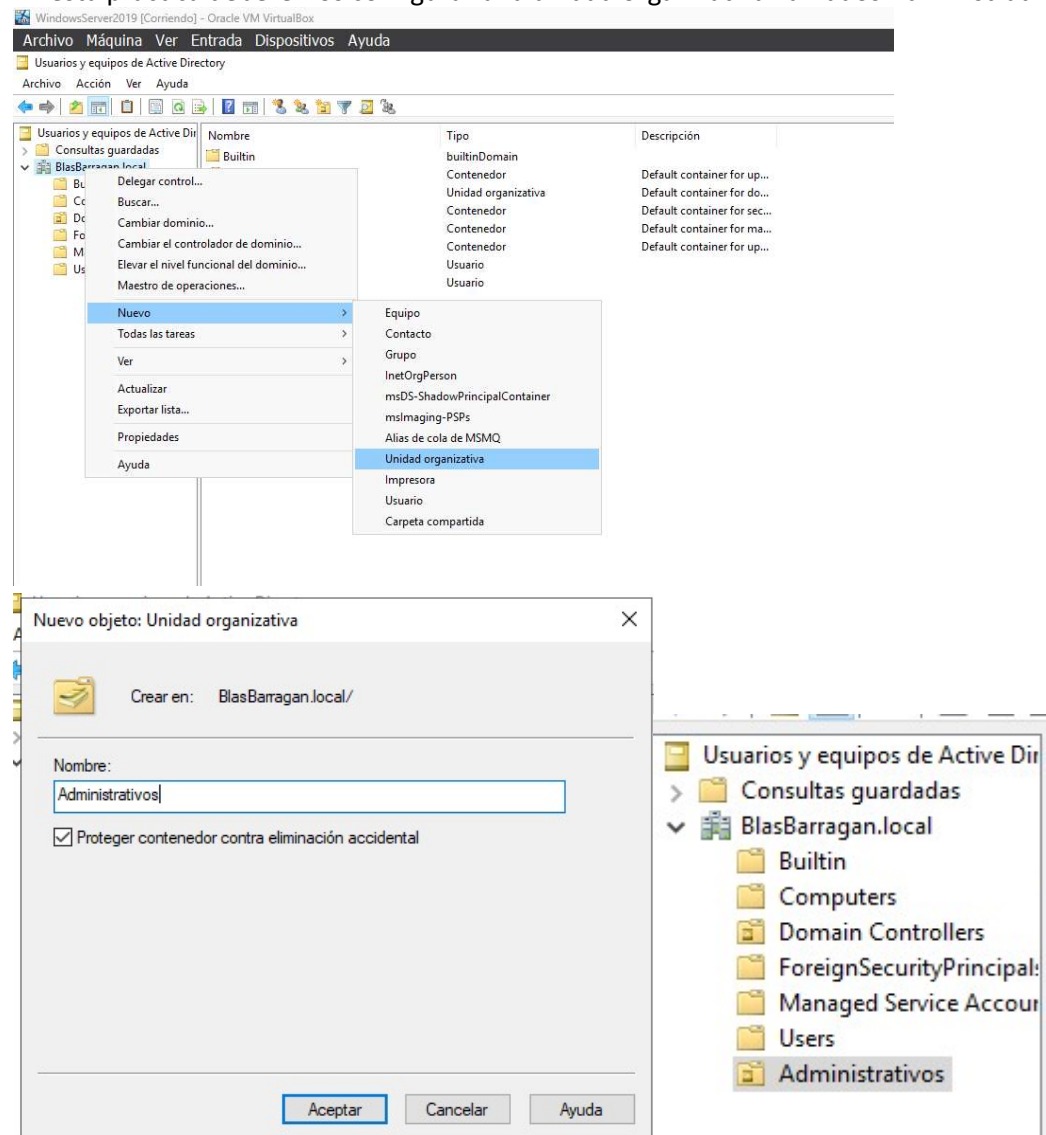 WindowsServer2019 [Corriendo] - Oracle VM VirtualBox
Archivo Máquina Ver Entrada Dispositivos Ayuda
Usuarios y equipos de Active Directory
Archivo Acción Ver Ayuda
Usuarios y equipos de Active Dir
Consultas guardadas
BlasBarragan.local
Nombre Tipo Descripción
Builtin builtinDomain
Contenedor Default container for up...
Unidad organizativa Default container for do...
Contenedor Default container for sec...
Contenedor Default container for ma...
Contenedor Default container for up...
Usuario
Usuario
Delegar control...
Buscar...
Cambiar dominio...
Cambiar el controlador de dominio...
Elevar el nivel funcional del dominio...
Maestro de operaciones...
Nuevo >
Todas las tareas >
Ver >
Actualizar
Exportar lista...
Propiedades
Ayuda
Equipo
Contacto
Grupo
InetOrgPerson
msDS-ShadowPrincipalContainer
msImaging-PSPs
Alias de cola de MSMQ
Unidad organizativa
Impresora
Usuario
Carpeta compartida
Nuevo objeto: Unidad organizativa
Crear en: BlasBarragan.local/
Nombre:
Administrativos
Proteger contenedor contra eliminación accidental
Aceptar Cancelar Ayuda
Usuarios y equipos de Active Dir
Consultas guardadas
BlasBarragan.local
Builtin
Computers
Domain Controllers
ForeignSecurityPrincipals
Managed Service Accour
Users
Administrativos